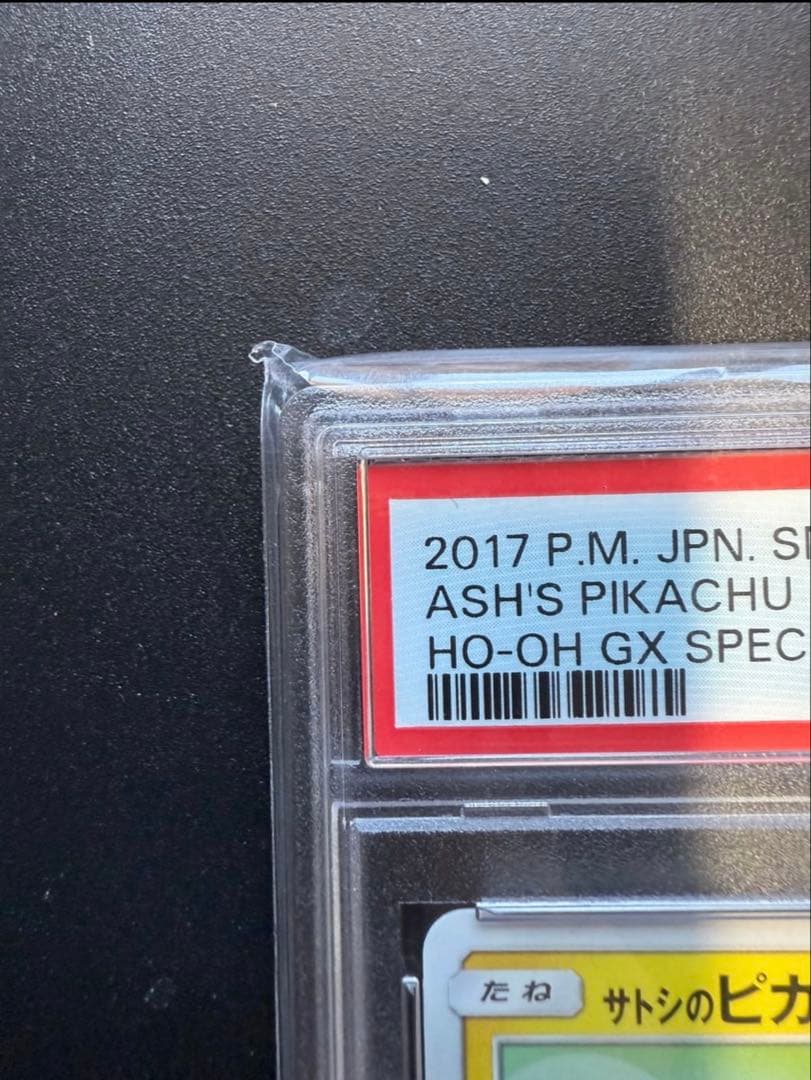 2017 P.M. JPN.
ASH'S PIKACHU
HO-OH GX SPEC
たね
サトシのピカ